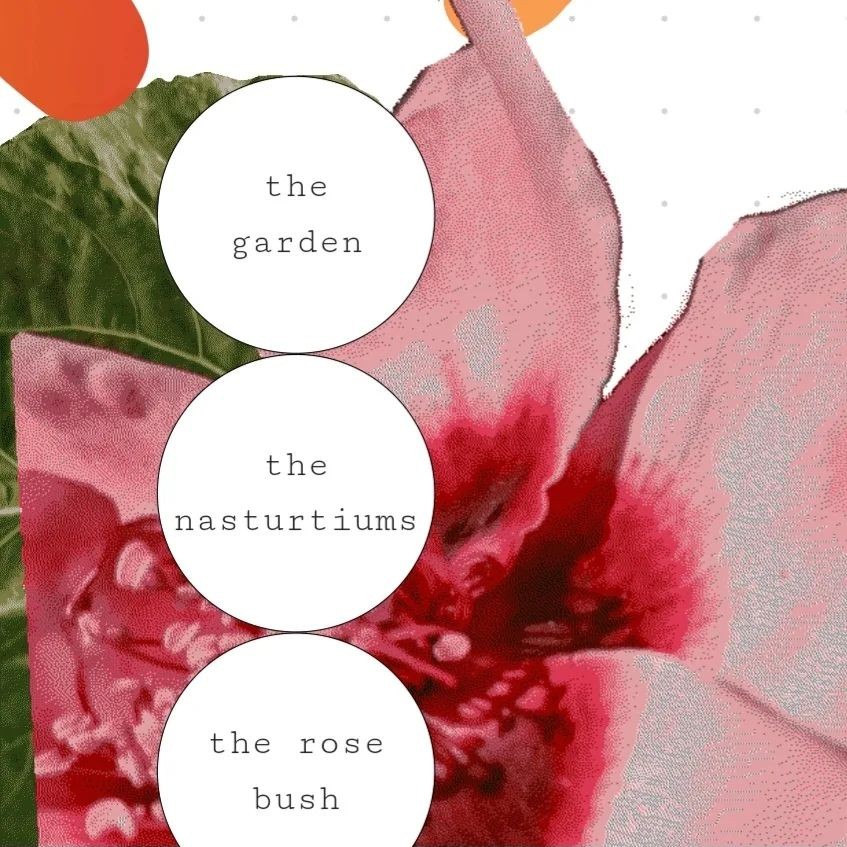 the
garden
the
nasturtiums
the rose
bush